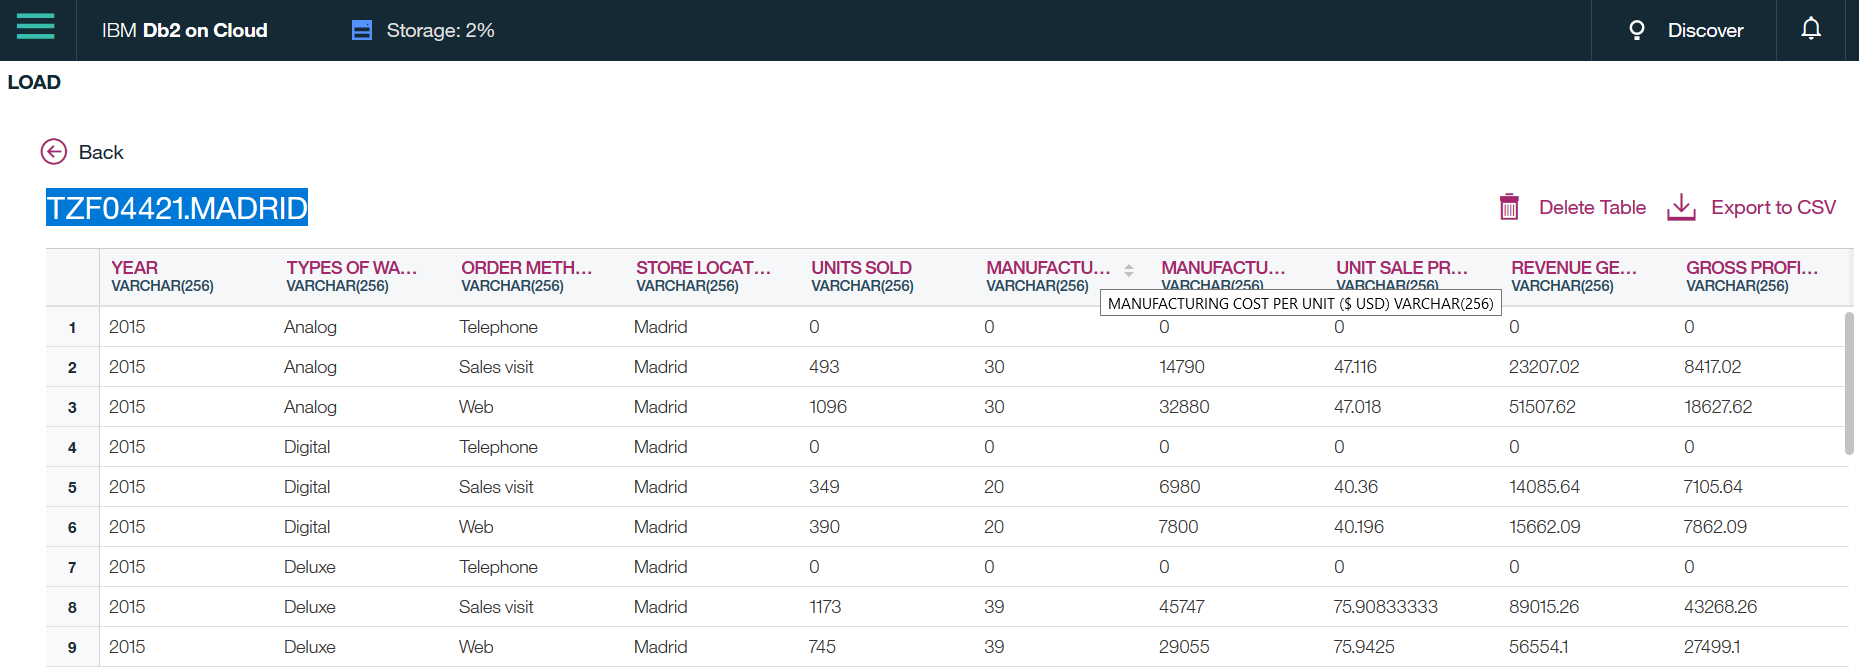 IBM Db2 on Cloud Storage: 2% Discover
LOAD
Back
TZF04421.MADRID Delete Table Export to CSV
YEAR TYPES OF WA... ORDER METH... STORE LOCAT... UNITS SOLD MANUFACTU... MANUFACTU... UNIT SALE PR... REVENUE GE... GROSS PROFI...
VARCHAR(256) VARCHAR(256) VARCHAR(256) VARCHAR(256) VARCHAR(256) VARCHAR(256) VARCHAR(256) VARCHAR(256) VARCHAR(256) VARCHAR(256)
MANUFACTURING COST PER UNIT ($ USD) VARCHAR(256)
1 2015 Analog Telephone Madrid 0 0 0 0 0 0
2 2015 Analog Sales visit Madrid 493 30 14790 47.116 23207.02 8417.02
3 2015 Analog Web Madrid 1096 30 32880 47.018 51507.62 18627.62
4 2015 Digital Telephone Madrid 0 0 0 0 0 0
5 2015 Digital Sales visit Madrid 349 20 6980 40.36 14085.64 7105.64
6 2015 Digital Web Madrid 390 20 7800 40.196 15662.09 7862.09
7 2015 Deluxe Telephone Madrid 0 0 0 0 0 0
8 2015 Deluxe Sales visit Madrid 1173 39 45747 75.90833333 89015.26 43268.26
9 2015 Deluxe Web Madrid 745 39 29055 75.9425 56554.1 27499.1